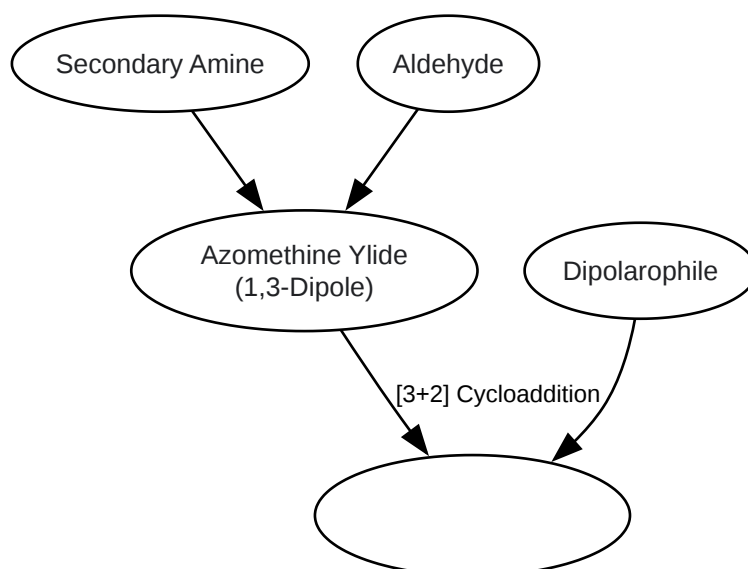 Secondary Amine
Aldehyde
Azomethine Ylide
(1,3-Dipole)
Dipolarophile
[3+2] Cycloaddition